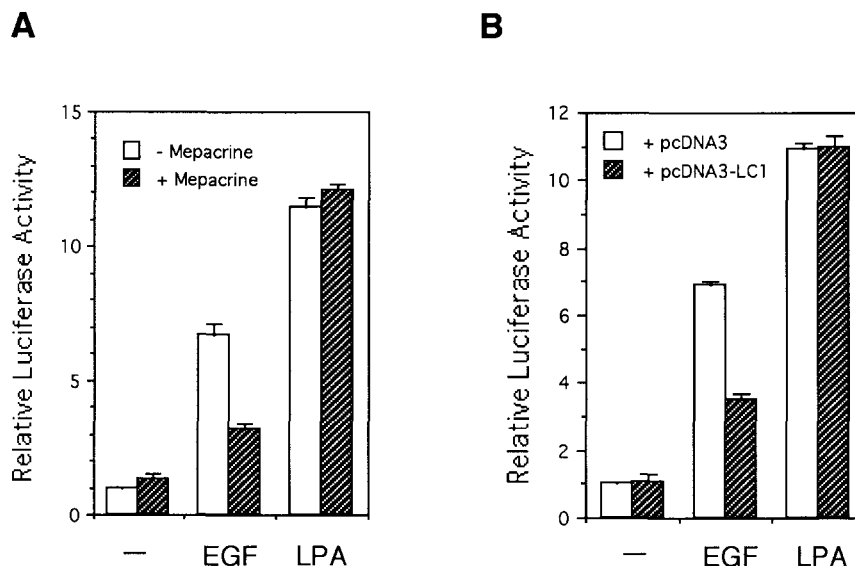 A
Relative Luciferase Activity
15
10
5
0
- Mepacrine
+ Mepacrine
— EGF LPA
B
Relative Luciferase Activity
12
10
8
6
4
2
0
+ pcDNA3
+ pcDNA3-LC1
— EGF LPA